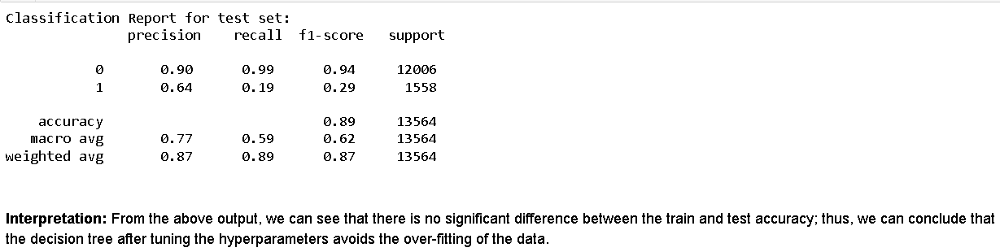 Classification Report for test set:
precision recall f1-score support
0 0.90 0.99 0.94 12006
1 0.64 0.19 0.29 1558
accuracy 0.89 13564
macro avg 0.77 0.59 0.62 13564
weighted avg 0.87 0.89 0.87 13564
Interpretation: From the above output, we can see that there is no significant difference between the train and test accuracy; thus, we can conclude that
the decision tree after tuning the hyperparameters avoids the over-fitting of the data.